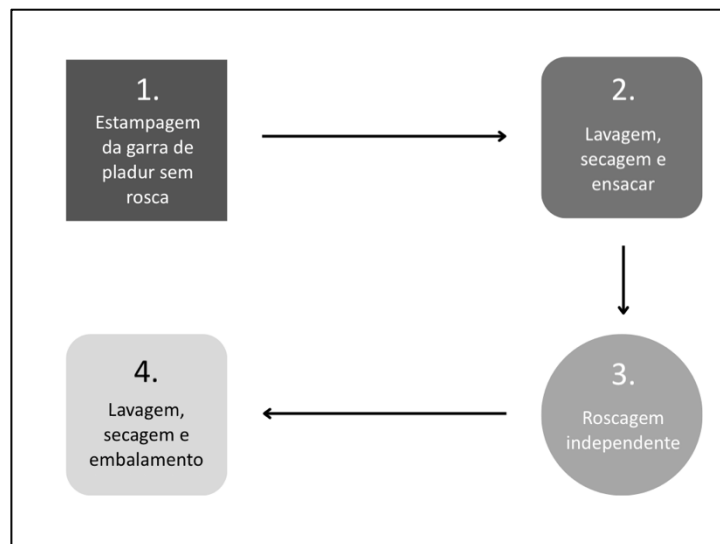 1.
Estampagem
da garra de
pladur sem
rosca
2.
Lavagem,
secagem e
ensacar
3.
Roscagem
independente
4.
Lavagem,
secagem e
embalamento